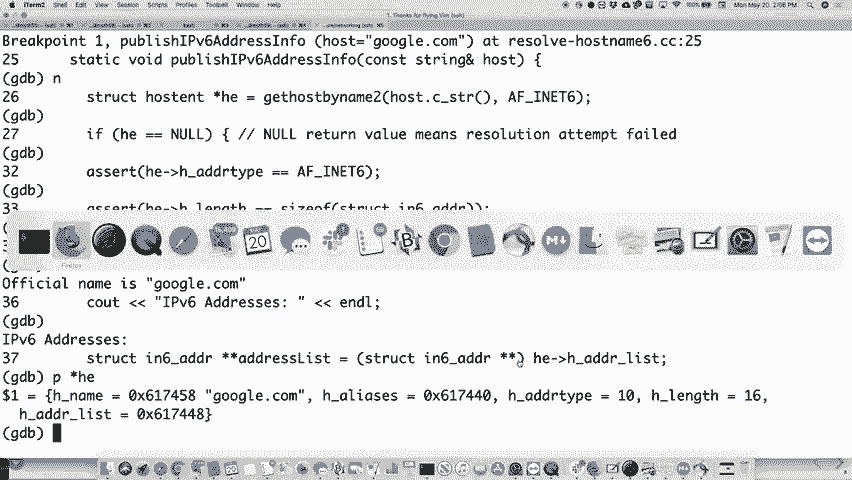 iTerm2 Shell Edit View Session Scripts Profiles Toolbelt Window Help
100% Mon May 20, 2:08 PM
1. Thanks for flying Vim (ssh)
Breakpoint 1, publishIPv6AddressInfo (host="google.com") at resolve-hostname6.cc:25
25 static void publishIPv6AddressInfo(const string& host) {
(gdb) n
26 struct hostent *he = gethostbyname2(host.c_str(), AF_INET6);
(gdb)
27 if (he == NULL) { // NULL return value means resolution attempt failed
(gdb)
32 assert(he->h_addrtype == AF_INET6);
(gdb)
33 assert(he->h_length == sizeof(struct in6_addr));
20
Firefox
(gdb)
Official name is "google.com"
36 cout << "IPv6 Addresses: " << endl;
(gdb)
IPv6 Addresses:
37 struct in6_addr **addressList = (struct in6_addr **) he->h_addr_list;
(gdb) p *he
$1 = {h_name = 0x617458 "google.com", h_aliases = 0x617440, h_addrtype = 10, h_length = 16,
h_addr_list = 0x617448}
(gdb)